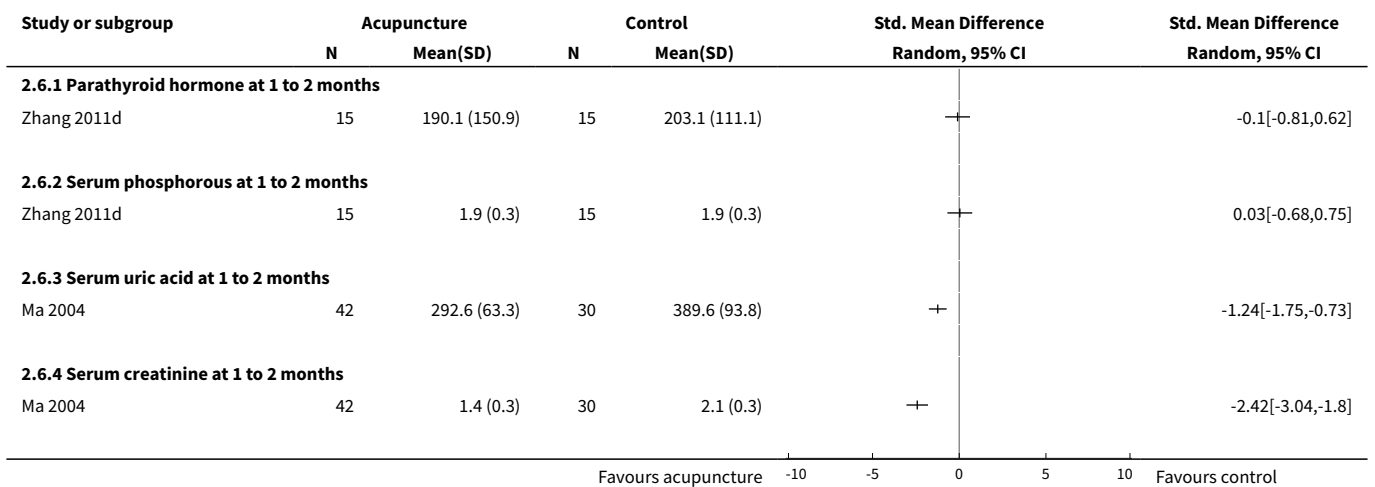 Study or subgroup Acupuncture Control Std. Mean Difference Std. Mean Difference
N Mean(SD) N Mean(SD) Random, 95% CI Random, 95% CI
2.6.1 Parathyroid hormone at 1 to 2 months
Zhang 2011d 15 190.1 (150.9) 15 203.1 (111.1) -0.1[-0.81,0.62]
2.6.2 Serum phosphorous at 1 to 2 months
Zhang 2011d 15 1.9 (0.3) 15 1.9 (0.3) 0.03[-0.68,0.75]
2.6.3 Serum uric acid at 1 to 2 months
Ma 2004 42 292.6 (63.3) 30 389.6 (93.8) -1.24[-1.75,-0.73]
2.6.4 Serum creatinine at 1 to 2 months
Ma 2004 42 1.4 (0.3) 30 2.1 (0.3) -2.42[-3.04,-1.8]
Favours acupuncture -10 -5 0 5 10 Favours control